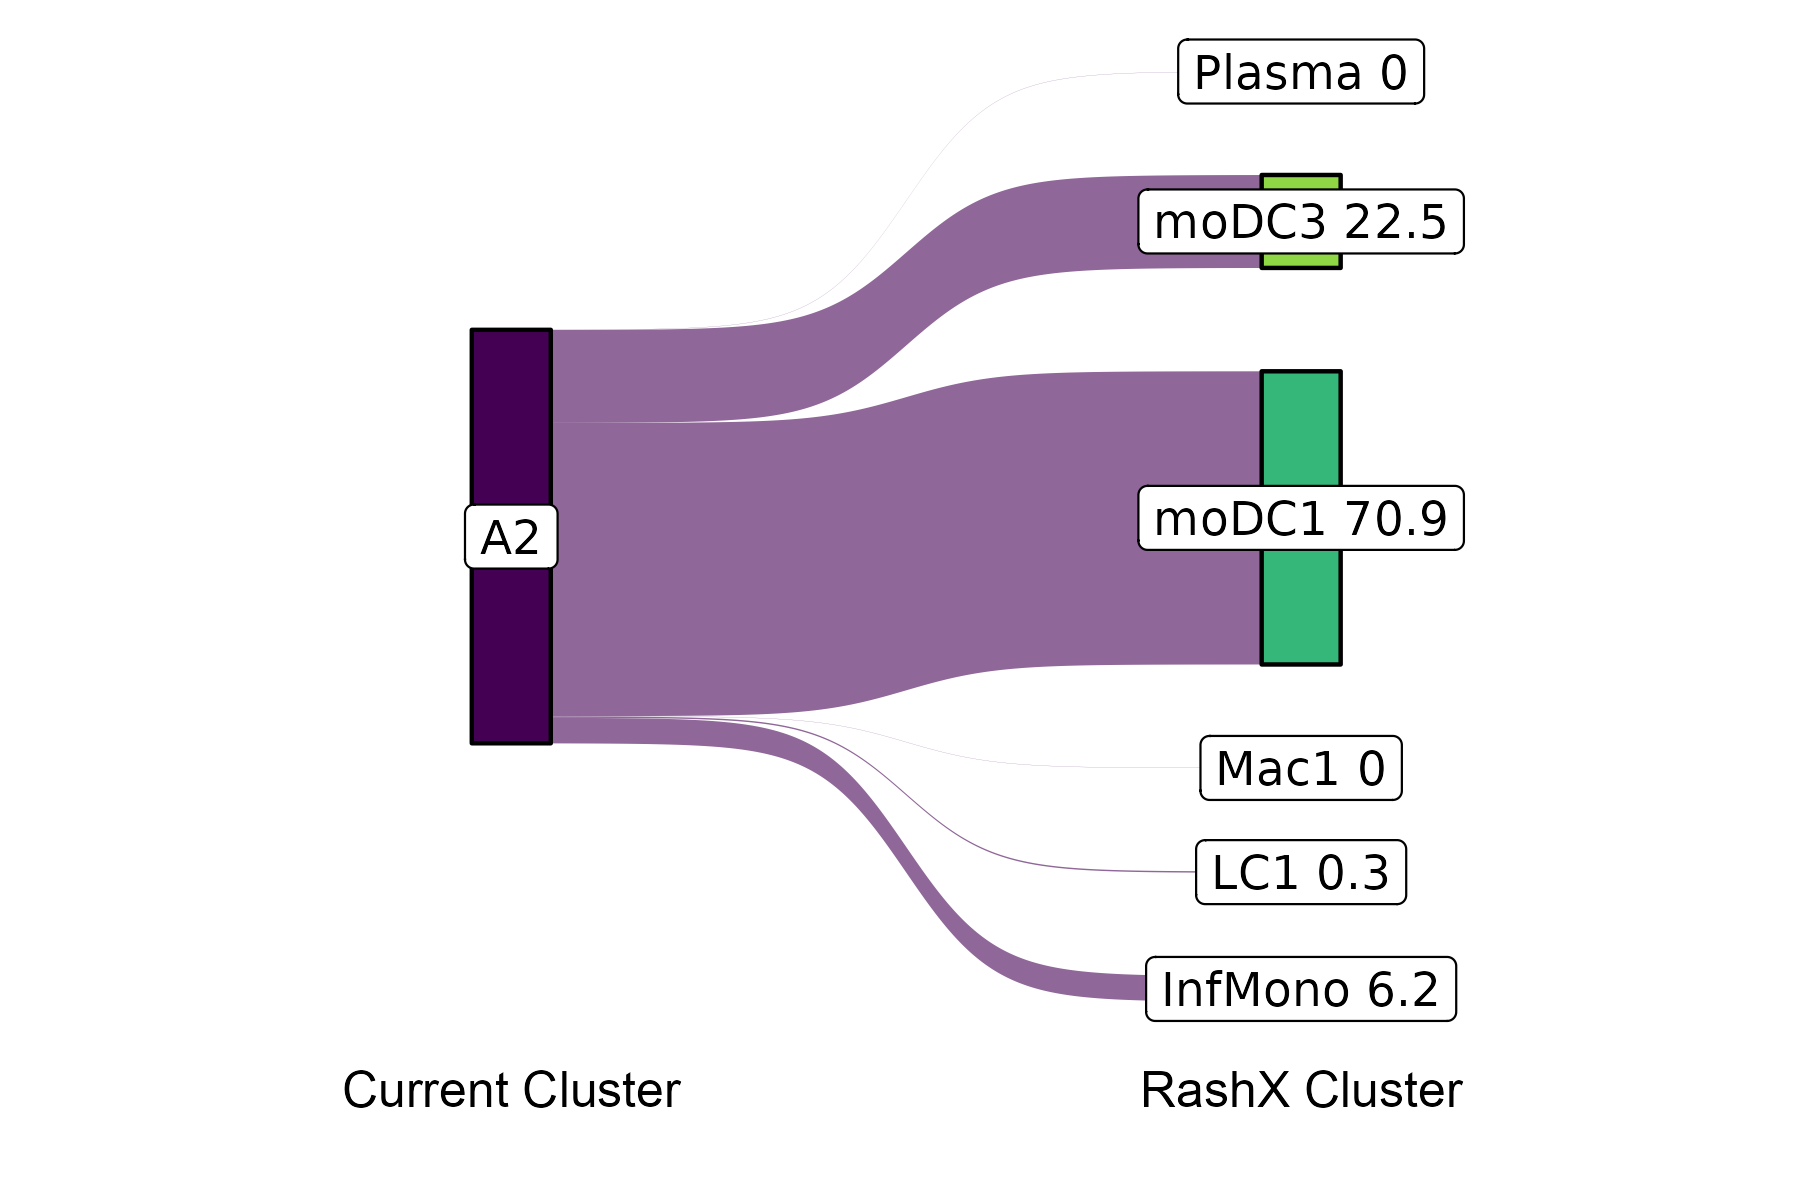 Plasma 0
moDC3 22.5
moDC1 70.9
A2
Mac1 0
LC1 0.3
InfMono 6.2
Current Cluster
RashX Cluster